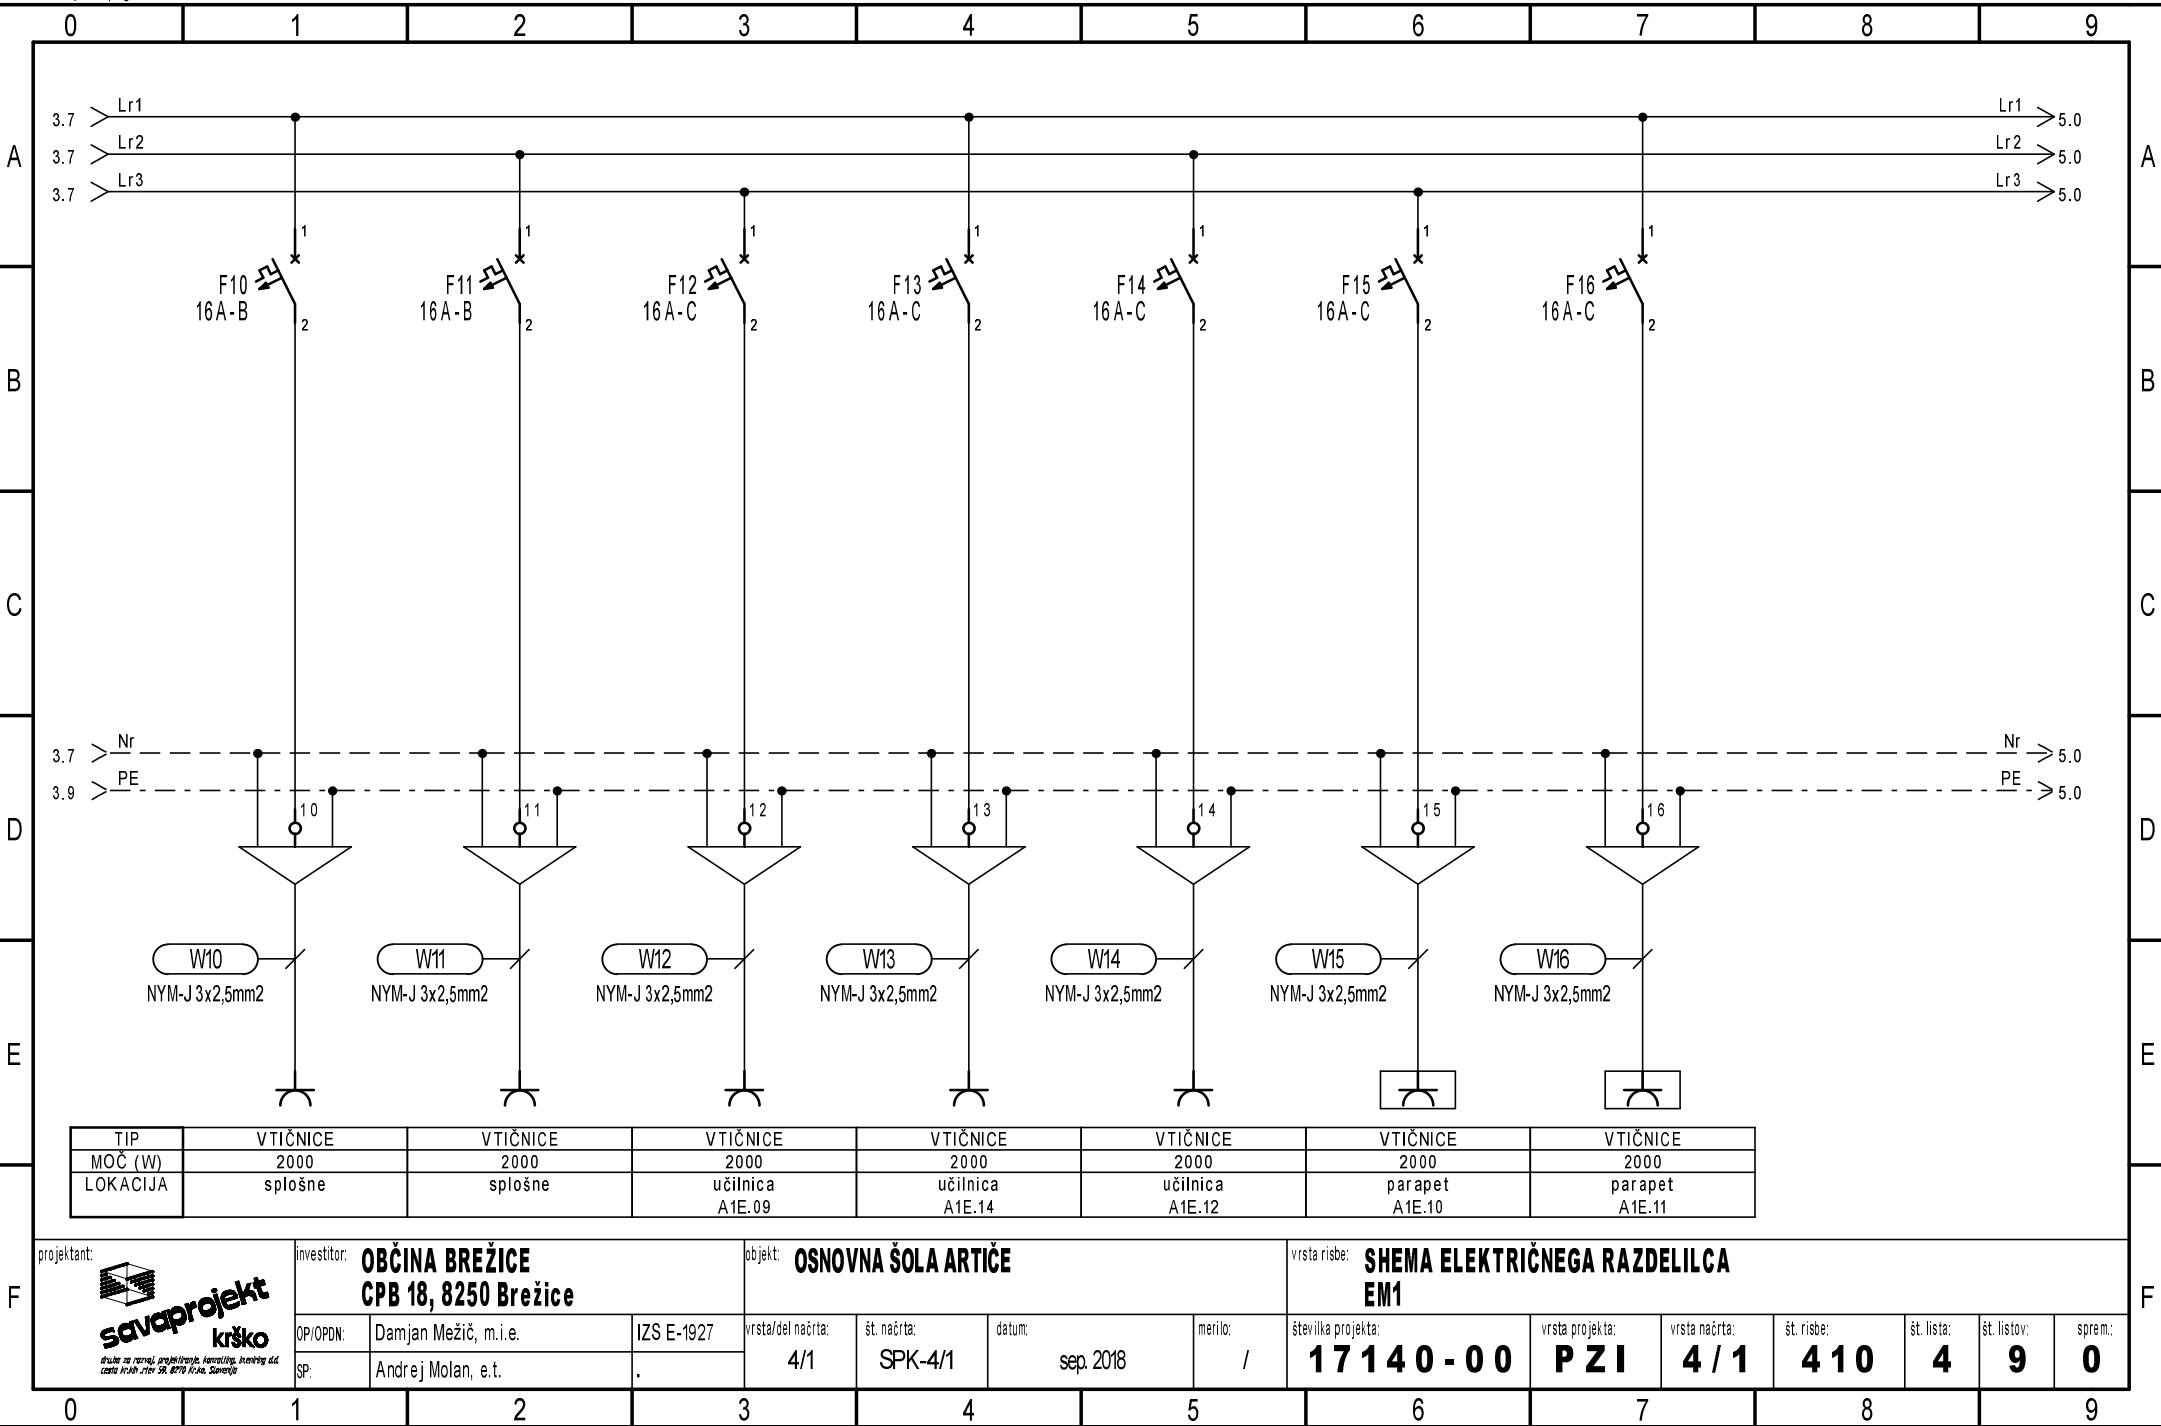 0 1 2 3 4 5 6 7 8 9
3.7 Lr1 Lr1 5.0
3.7 Lr2 Lr2 5.0
3.7 Lr3 Lr3 5.0
A A
1 1 1 1 1 1 1
F10 F11 F12 F13 F14 F15 F16
16A-B 16A-B 16A-C 16A-C 16A-C 16A-C 16A-C
2 2 2 2 2 2 2
B B
C C
3.7 Nr Nr 5.0
3.9 PE PE 5.0
10 11 12 13 14 15 16
D D
W10 W11 W12 W13 W14 W15 W16
NYM-J 3x2,5mm2 NYM-J 3x2,5mm2 NYM-J 3x2,5mm2 NYM-J 3x2,5mm2 NYM-J 3x2,5mm2 NYM-J 3x2,5mm2 NYM-J 3x2,5mm2
E E
TIP VTIČNICE VTIČNICE VTIČNICE VTIČNICE VTIČNICE VTIČNICE VTIČNICE
MOČ (W) 2000 2000 2000 2000 2000 2000 2000
LOKACIJA splošne splošne učilnica učilnica učilnica parapet parapet
A1E.09 A1E.14 A1E.12 A1E.10 A1E.11
F F
projektant:
savaprojekt
krško
investitor: OBČINA BREŽICE
CPB 18, 8250 Brežice
objekt: OSNOVNA ŠOLA ARTIČE
vrsta risbe: SHEMA ELEKTRIČNEGA RAZDELILCA
EM1
OP/OPDN: Damjan Mežič, m.i.e. IZS E-1927
SP: Andrej Molan, e.t. .
vrsta/del načrta: 4/1
št. načrta: SPK-4/1
datum: sep. 2018
merilo: /
številka projekta: 17140-00
vrsta projekta: PZI
vrsta načrta: 4/1
št. risbe: 410
št. lista: 4
št. listov: 9
sprem.: 0
0 1 2 3 4 5 6 7 8 9